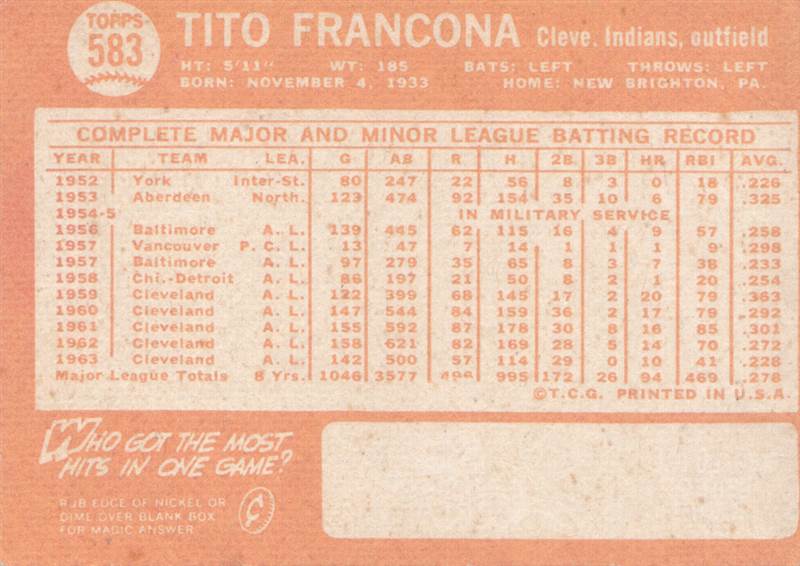 TOPPS
583
TITO FRANCONA Cleve. Indians, outfield
HT: 5'11" WT: 185 BATS: LEFT THROWS: LEFT
BORN: NOVEMBER 4, 1933 HOME: NEW BRIGHTON, PA.
COMPLETE MAJOR AND MINOR LEAGUE BATTING RECORD
YEAR TEAM LEA. G AB R H 2B 3B HR RBI AVG.
1952 York Inter-St. 80 247 22 56 8 3 0 18 .226
1953 Aberdeen North. 123 474 92 154 35 10 6 79 .325
1954-5 IN MILITARY SERVICE
1956 Baltimore A. L. 139 445 62 115 16 4 9 57 .258
1957 Vancouver P. C. L. 13 47 7 14 1 1 1 9 .298
1957 Baltimore A. L. 97 279 35 65 8 3 7 38 .233
1958 Chi.-Detroit A. L. 86 197 21 50 8 2 1 20 .254
1959 Cleveland A. L. 122 399 68 145 17 2 20 79 .363
1960 Cleveland A. L. 147 544 84 159 36 2 17 79 .292
1961 Cleveland A. L. 155 592 87 178 30 8 16 85 .301
1962 Cleveland A. L. 158 621 82 169 28 5 14 70 .272
1963 Cleveland A. L. 142 500 57 114 29 0 10 41 .228
Major League Totals 8 Yrs. 1046 3577 496 995 172 26 94 469 .278
©T.C.G. PRINTED IN U.S.A.
WHO GOT THE MOST
HITS IN ONE GAME?
RUB EDGE OF NICKEL OR
DIME OVER BLANK BOX
FOR MAGIC ANSWER